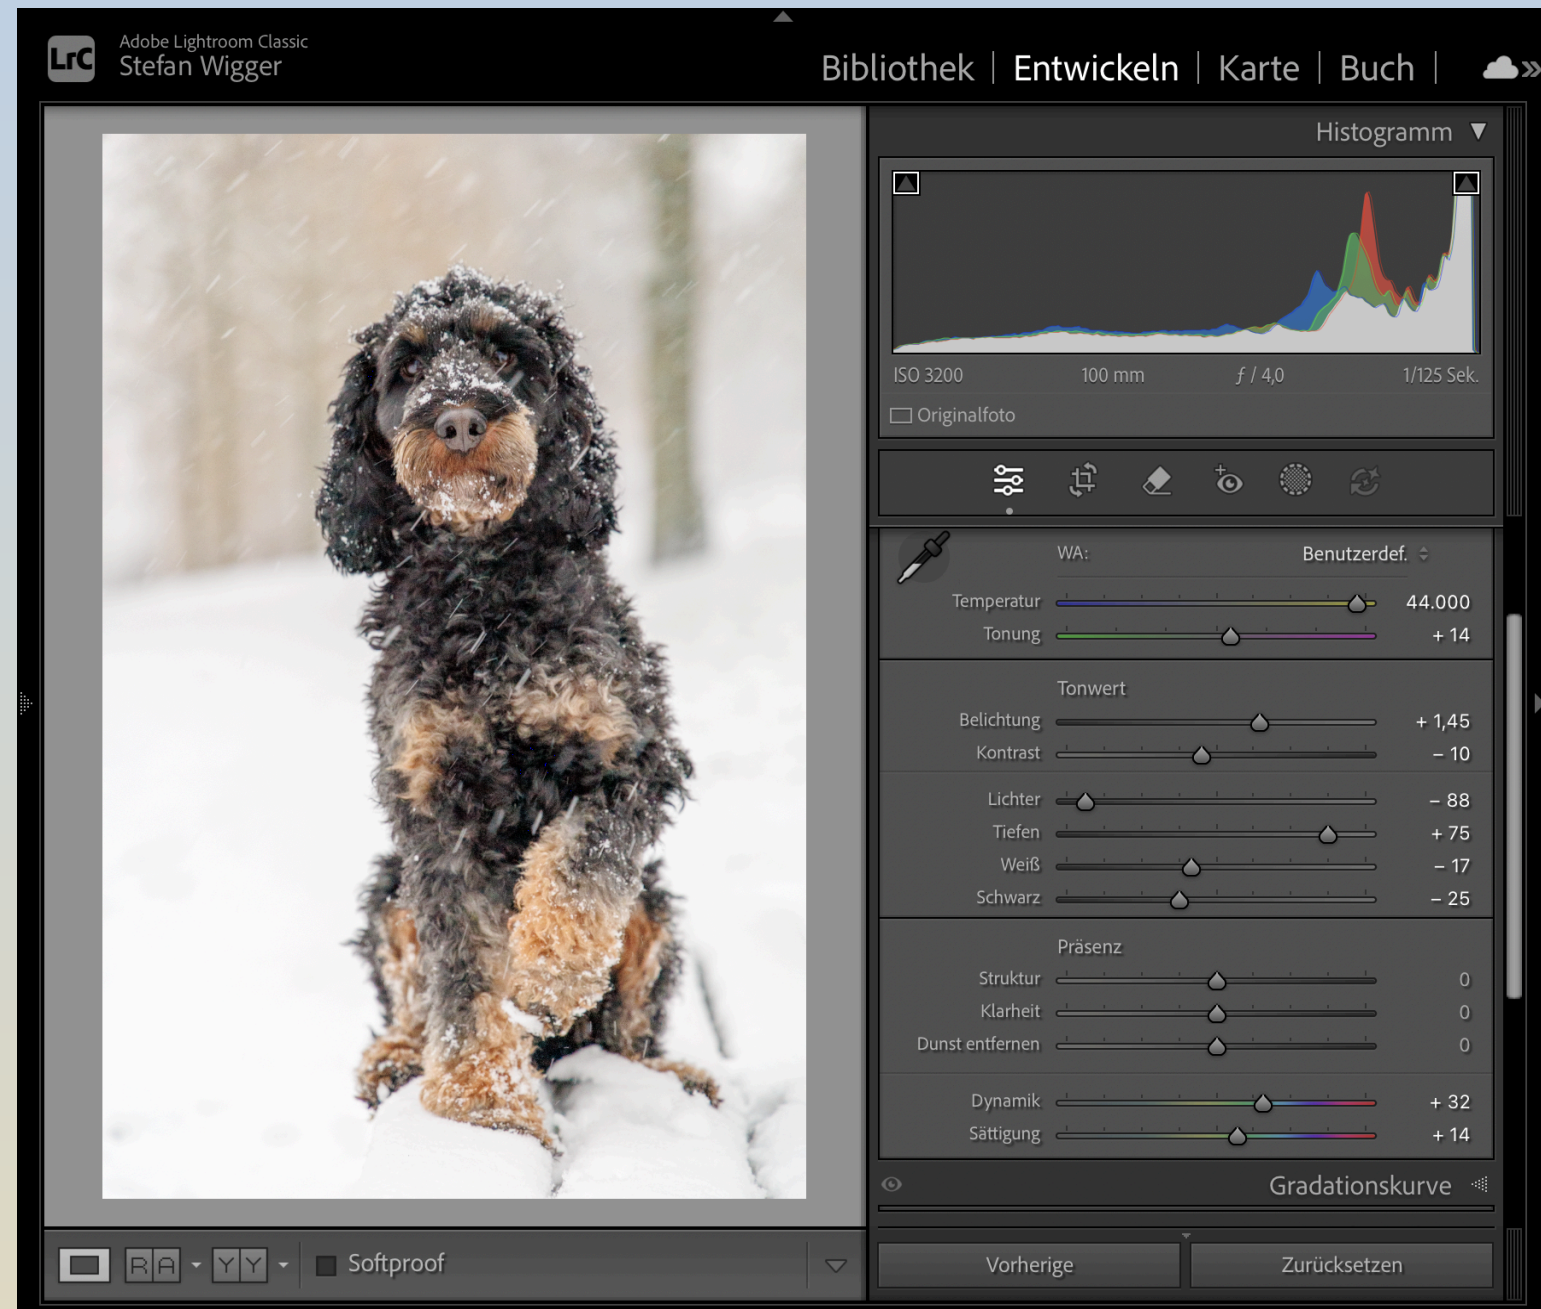 LrC
Adobe Lightroom Classic
Stefan Wigger
Bibliothek | Entwickeln | Karte | Buch |
Histogramm
ISO 3200 100 mm ƒ / 4,0 1/125 Sek.
Originalfoto
WA: Benutzerdef.
Temperatur 44.000
Tonung + 14
Tonwert
Belichtung + 1,45
Kontrast – 10
Lichter – 88
Tiefen + 75
Weiß – 17
Schwarz – 25
Präsenz
Struktur 0
Klarheit 0
Dunst entfernen 0
Dynamik + 32
Sättigung + 14
Gradationskurve
R A Y Y Softproof
Vorherige Zurücksetzen